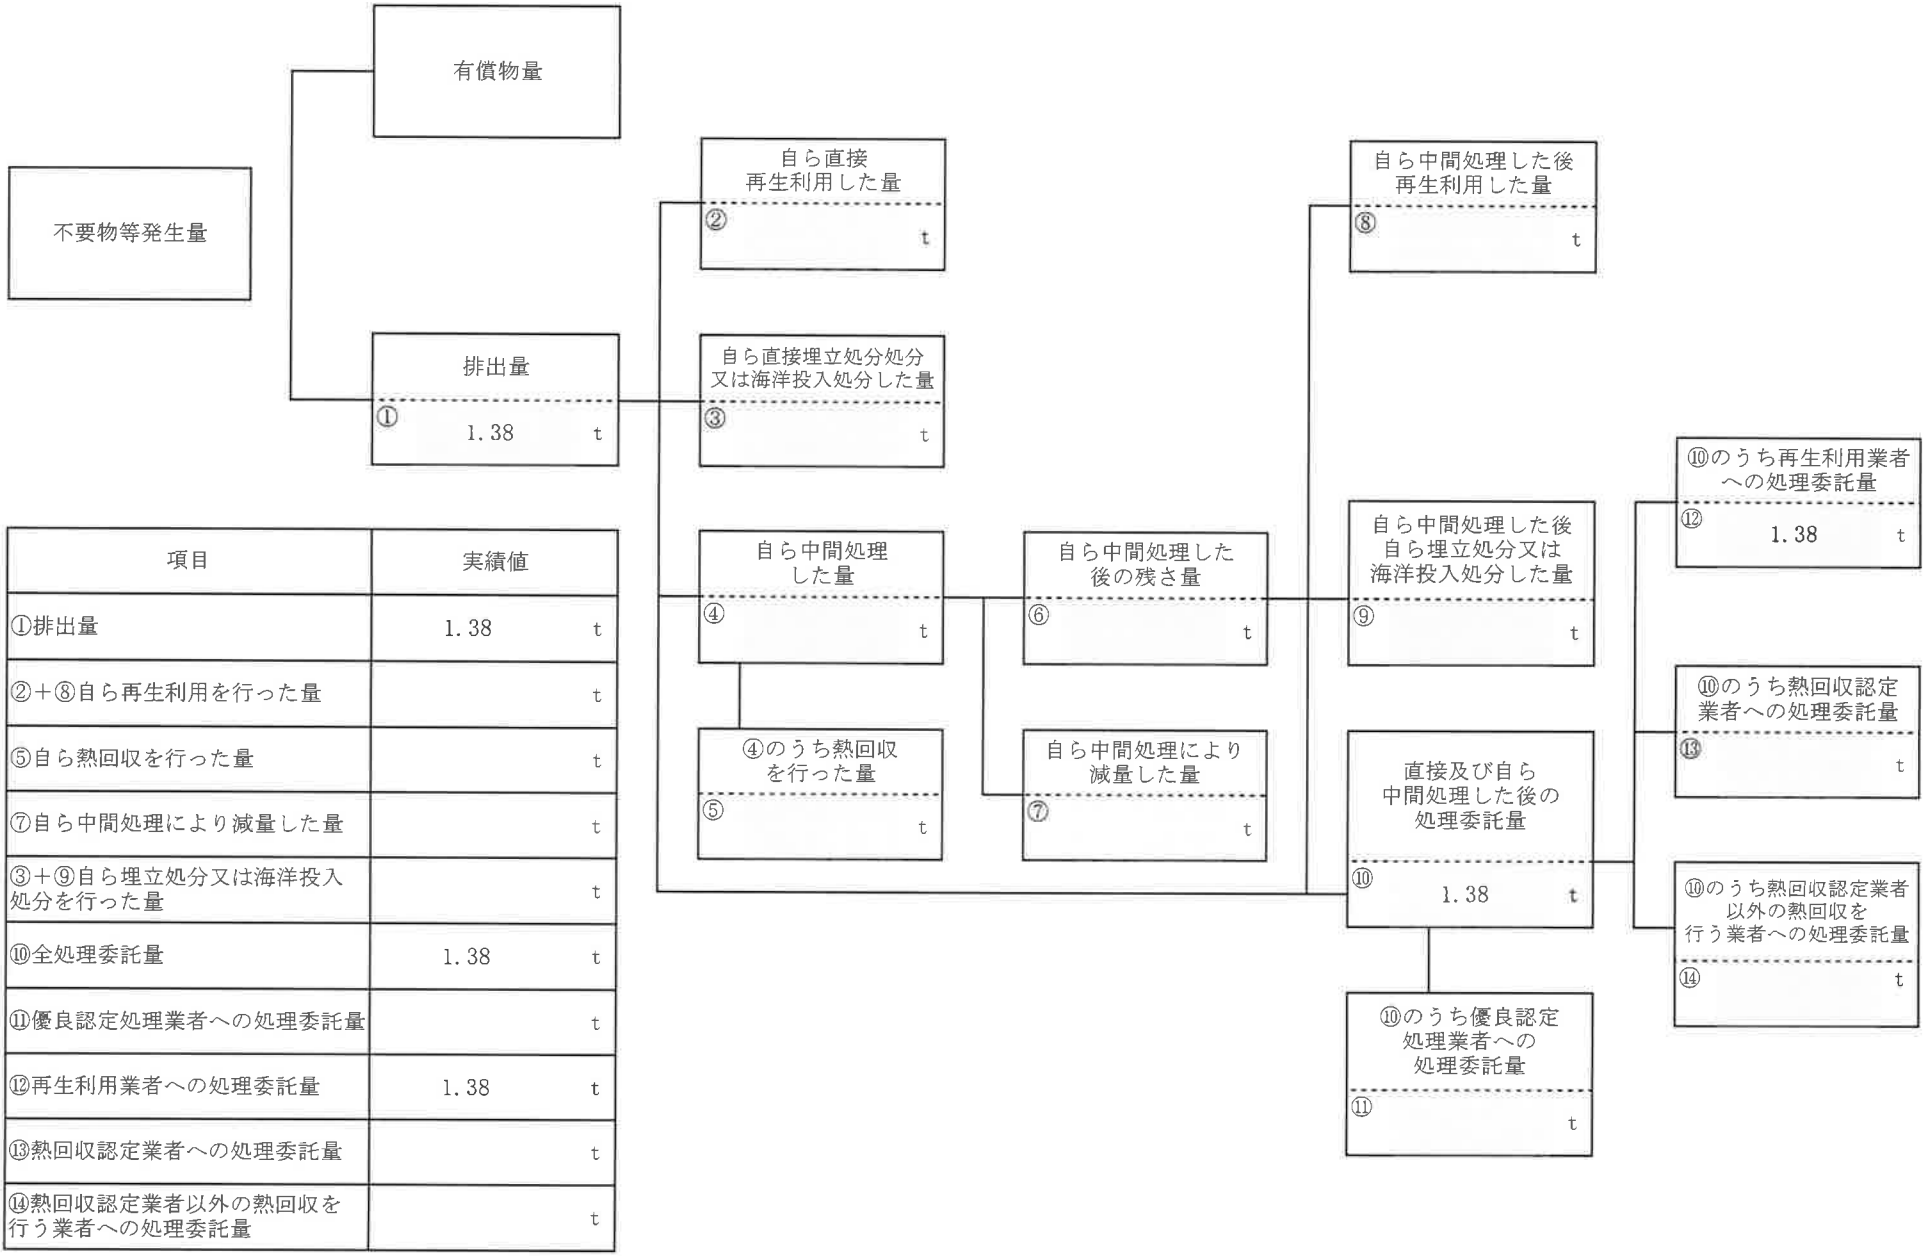 有償物量
不要物等発生量
排出量
①
1.38 t
自ら直接
再生利用した量
②
t
自ら直接埋立処分処分
又は海洋投入処分した量
③
t
自ら中間処理
した量
④
t
④のうち熱回収
を行った量
⑤
t
自ら中間処理した
後の残さ量
⑥
t
自ら中間処理により
減量した量
⑦
t
自ら中間処理した後
再生利用した量
⑧
t
自ら中間処理した後
自ら埋立処分又は
海洋投入処分した量
⑨
t
直接及び自ら
中間処理した後の
処理委託量
⑩
1.38 t
⑩のうち優良認定
処理業者への
処理委託量
⑪
t
⑩のうち再生利用業者
への処理委託量
⑫
1.38 t
⑩のうち熱回収認定
業者への処理委託量
⑬
t
⑩のうち熱回収認定業者
以外の熱回収を
行う業者への処理委託量
⑭
t
項目 実績値
①排出量 1.38 t
②＋⑧自ら再生利用を行った量 t
⑤自ら熱回収を行った量 t
⑦自ら中間処理により減量した量 t
③＋⑨自ら埋立処分又は海洋投入
処分を行った量 t
⑩全処理委託量 1.38 t
⑪優良認定処理業者への処理委託量 t
⑫再生利用業者への処理委託量 1.38 t
⑬熱回収認定業者への処理委託量 t
⑭熱回収認定業者以外の熱回収を
行う業者への処理委託量 t